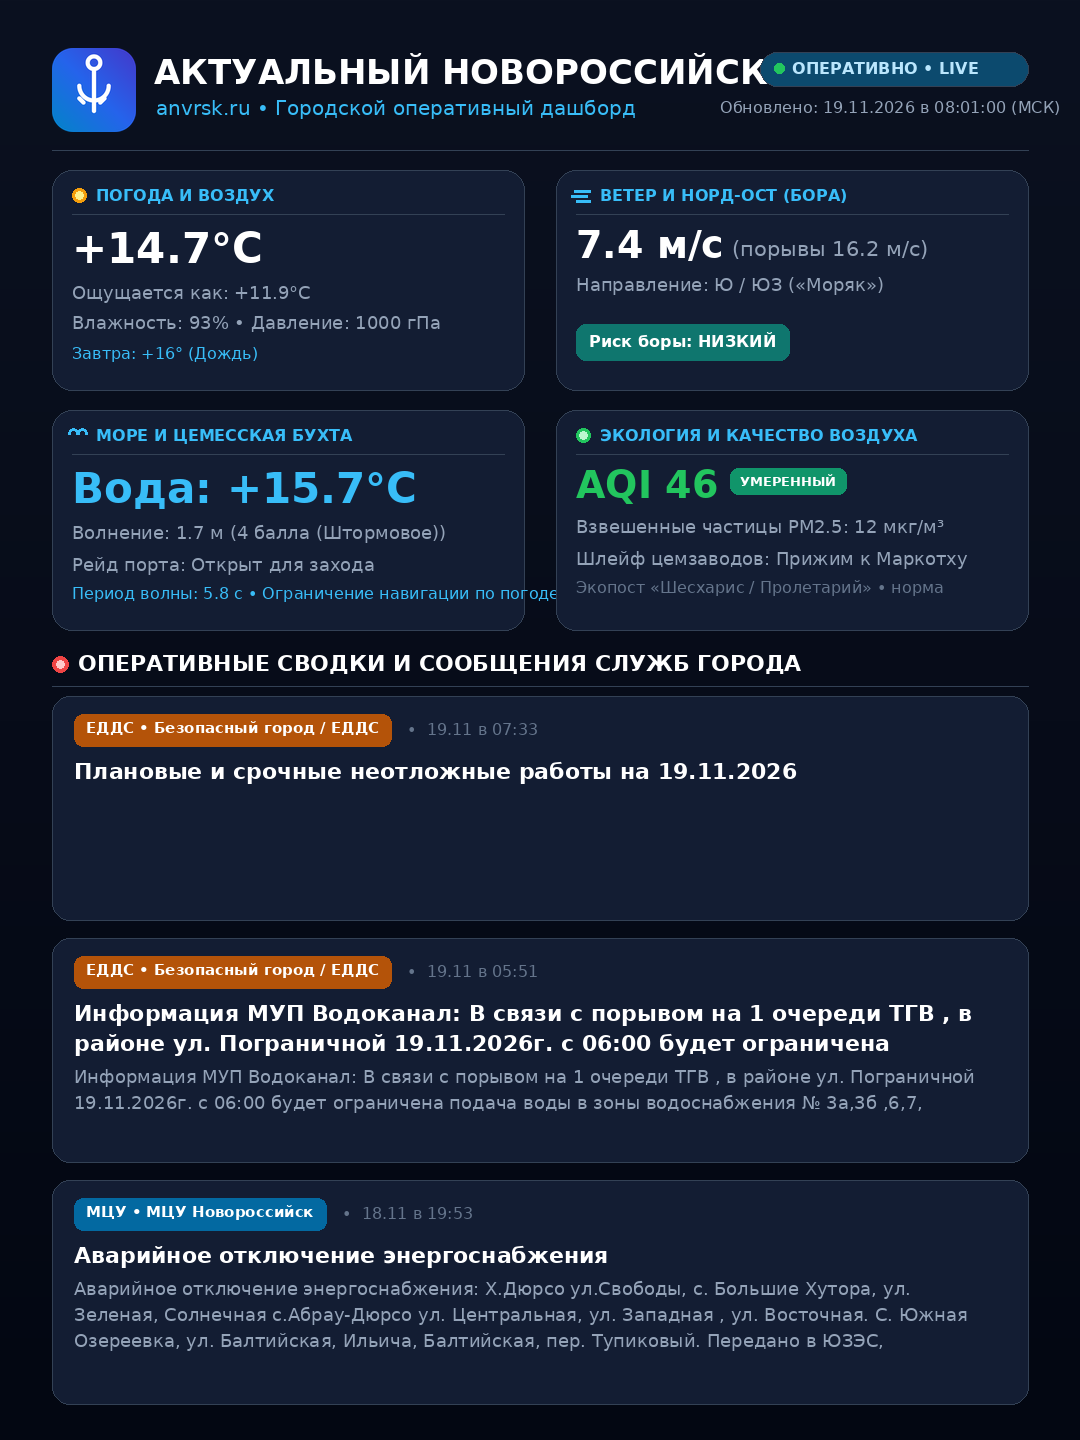 АКТУАЛЬНЫЙ НОВОРОССИЙСК
ОПЕРАТИВНО • LIVE
anvrsk.ru • Городской оперативный дашборд
Обновлено: 19.11.2026 в 08:01:00 (МСК)
ПОГОДА И ВОЗДУХ
+14.7°C
Ощущается как: +11.9°C
Влажность: 93% • Давление: 1000 гПа
Завтра: +16° (Дождь)
ВЕТЕР И НОРД-ОСТ (БОРА)
7.4 м/с (порывы 16.2 м/с)
Направление: Ю / ЮЗ («Моряк»)
Риск боры: НИЗКИЙ
МОРЕ И ЦЕМЕССКАЯ БУХТА
Вода: +15.7°C
Волнение: 1.7 м (4 балла (Штормовое))
Рейд порта: Открыт для захода
Период волны: 5.8 с • Ограничение навигации по погоде
ЭКОЛОГИЯ И КАЧЕСТВО ВОЗДУХА
AQI 46 УМЕРЕННЫЙ
Взвешенные частицы PM2.5: 12 мкг/м³
Шлейф цемзаводов: Прижим к Маркотху
Экопост «Шесхарис / Пролетарий» • норма
ОПЕРАТИВНЫЕ СВОДКИ И СООБЩЕНИЯ СЛУЖБ ГОРОДА
ЕДДС • Безопасный город / ЕДДС • 19.11 в 07:33
Плановые и срочные неотложные работы на 19.11.2026
ЕДДС • Безопасный город / ЕДДС • 19.11 в 05:51
Информация МУП Водоканал: В связи с порывом на 1 очереди ТГВ , в
районе ул. Пограничной 19.11.2026г. с 06:00 будет ограничена
Информация МУП Водоканал: В связи с порывом на 1 очереди ТГВ , в районе ул. Пограничной
19.11.2026г. с 06:00 будет ограничена подача воды в зоны водоснабжения № 3а,3б ,6,7,
МЦУ • МЦУ Новороссийск • 18.11 в 19:53
Аварийное отключение энергоснабжения
Аварийное отключение энергоснабжения: Х.Дюрсо ул.Свободы, с. Большие Хутора, ул.
Зеленая, Солнечная с.Абрау-Дюрсо ул. Центральная, ул. Западная , ул. Восточная. С. Южная
Озереевка, ул. Балтийская, Ильича, Балтийская, пер. Тупиковый. Передано в ЮЗЭС,